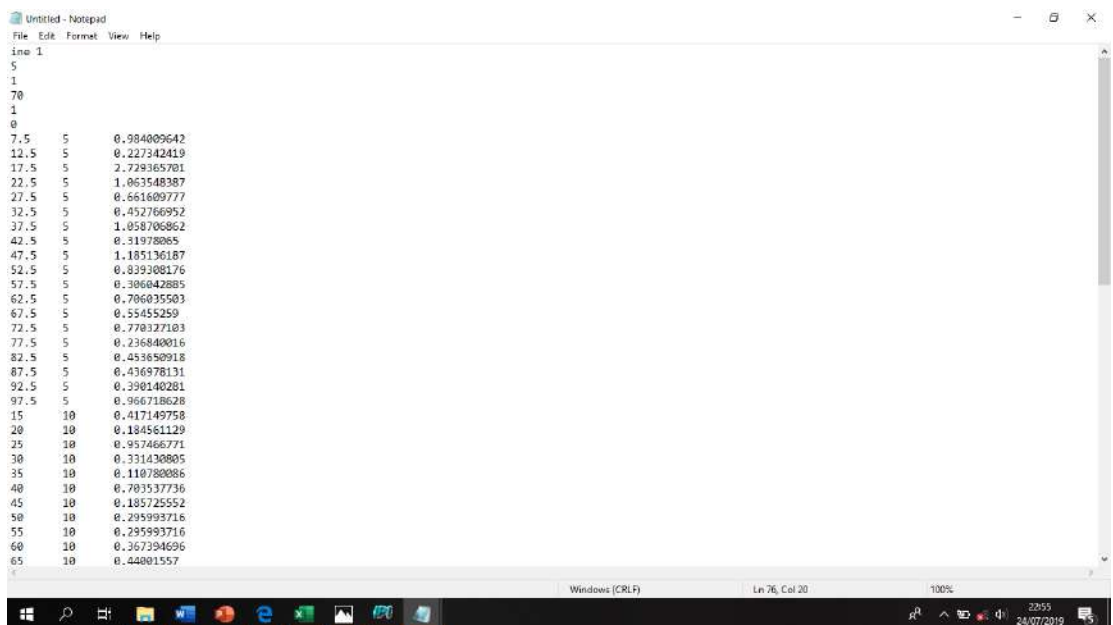 Untitled - Notepad
File Edit Format View Help
ine 1
5
1
70
1
0
7.5 5 0.984009642
12.5 5 0.227342419
17.5 5 2.729365701
22.5 5 1.063548387
27.5 5 0.661609777
32.5 5 0.452766952
37.5 5 1.058706862
42.5 5 0.31978065
47.5 5 1.185136187
52.5 5 0.839308176
57.5 5 0.306042885
62.5 5 0.706035503
67.5 5 0.55455259
72.5 5 0.770327103
77.5 5 0.236840016
82.5 5 0.453650918
87.5 5 0.436978131
92.5 5 0.390140281
97.5 5 0.966718628
15 10 0.417149758
20 10 0.184561129
25 10 0.957466771
30 10 0.331430805
35 10 0.110780086
40 10 0.703537736
45 10 0.185725552
50 10 0.295993716
55 10 0.295993716
60 10 0.367394696
65 10 0.44001557
Windows (CRLF) Ln 76, Col 20 100%
22:55
24/07/2019